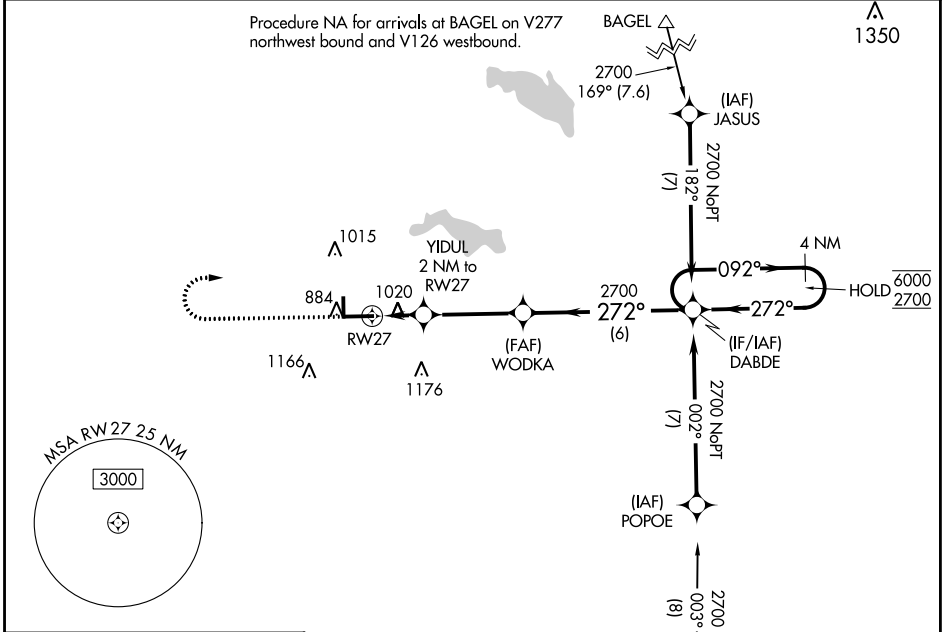 Procedure NA for arrivals at BAGEL on V277
northwest bound and V126 westbound.
BAGEL
1350
2700
169° (7.6)
(IAF)
JASUS
2700 NoPT
182°
(7)
4 NM
092°
HOLD
6000
2700
272°
1015
YIDUL
2 NM to
RW27
884
1020
RW27
2700
272°
(6)
(FAF)
WODKA
(IF/IAF)
DABDE
1166
1176
2700 NoPT
002°
(7)
MSA RW27 25 NM
3000
(IAF)
POPOE
2700
003°
(8)